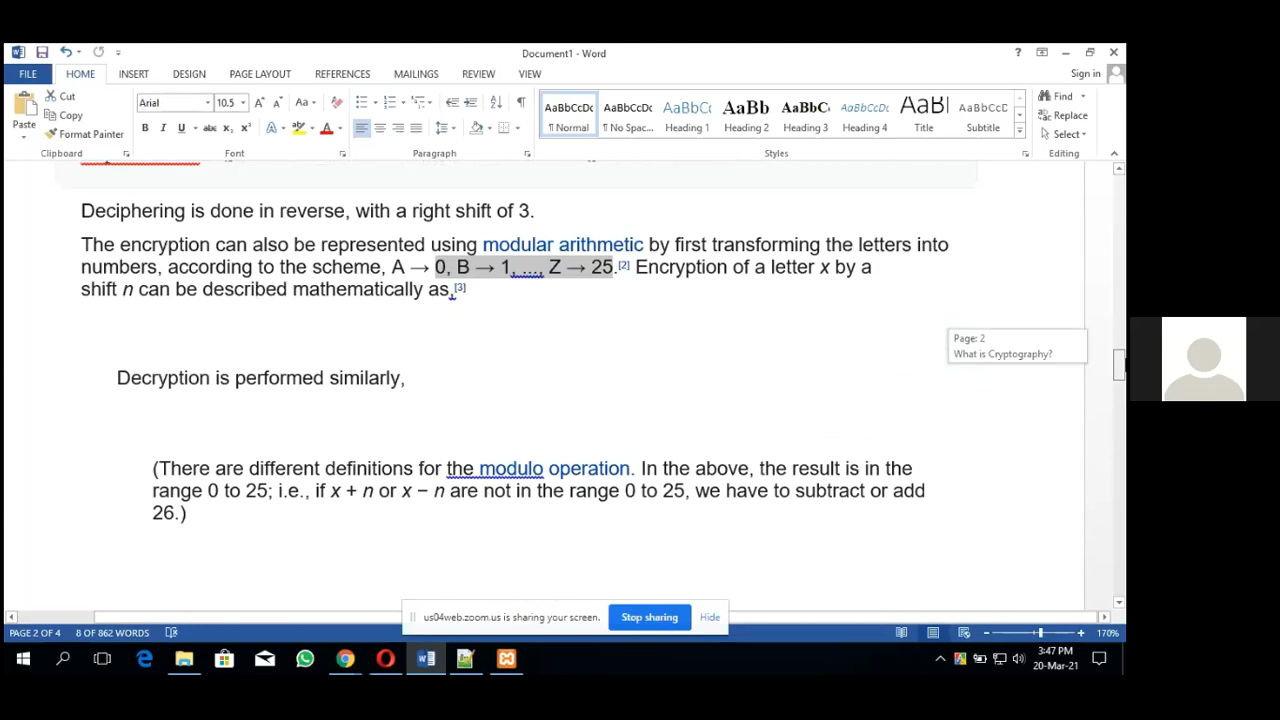 Document1 - Word
Sign in
FILE HOME INSERT DESIGN PAGE LAYOUT REFERENCES MAILINGS REVIEW VIEW
Paste
Cut
Copy
Format Painter
Arial 10.5
AaBbCcDc AaBbCcDc AaBbC( AaBb AaBbC AaBbCcD AaB AaBbCcD
¶ Normal ¶ No Spac... Heading 1 Heading 2 Heading 3 Heading 4 Title Subtitle
Find
Replace
Select
Clipboard Font Paragraph Styles Editing
Deciphering is done in reverse, with a right shift of 3.
The encryption can also be represented using modular arithmetic by first transforming the letters into
numbers, according to the scheme, A → 0, B → 1, ..., Z → 25.[2] Encryption of a letter x by a
shift n can be described mathematically as,[3]
Page: 2
What is Cryptography?
Decryption is performed similarly,
(There are different definitions for the modulo operation. In the above, the result is in the
range 0 to 25; i.e., if x + n or x − n are not in the range 0 to 25, we have to subtract or add
26.)
us04web.zoom.us is sharing your screen. Stop sharing Hide
PAGE 2 OF 4 8 OF 862 WORDS 170%
3:47 PM
20-Mar-21